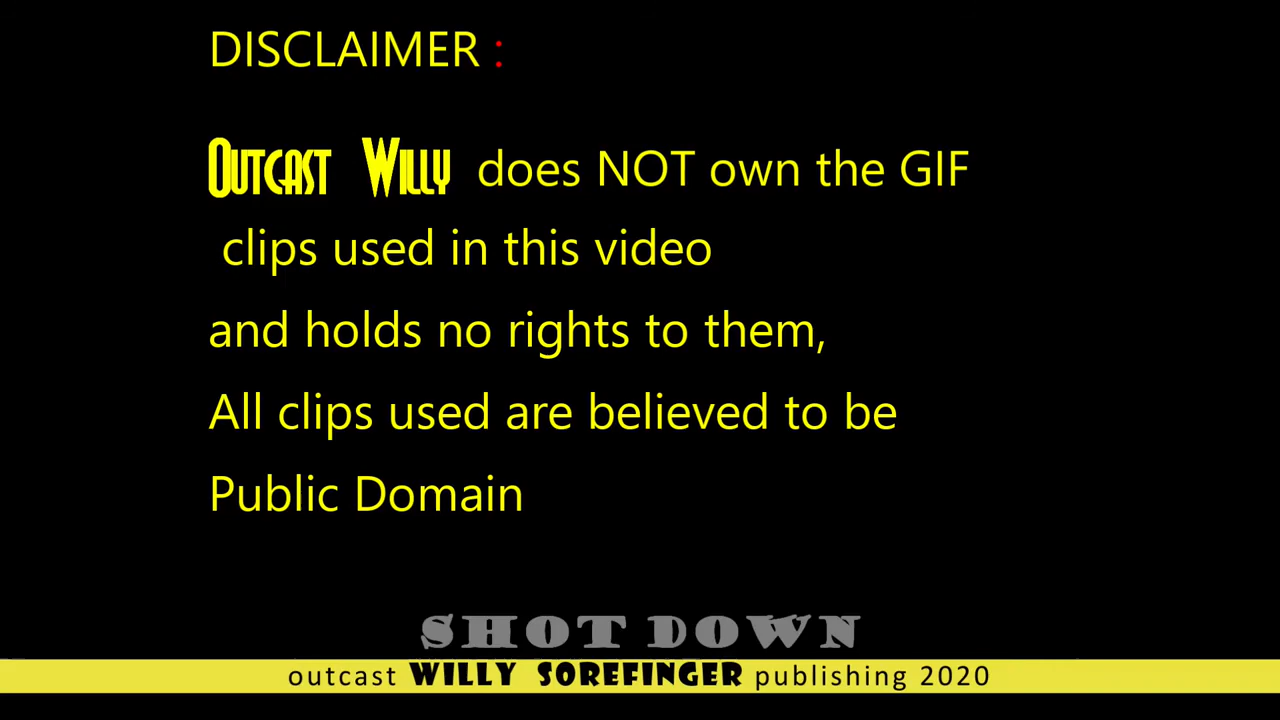 DISCLAIMER :
OUTCAST WILLY does NOT own the GIF
clips used in this video
and holds no rights to them,
All clips used are believed to be
Public Domain
SHOT DOWN
outcast WILLY SOREFINGER publishing 2020